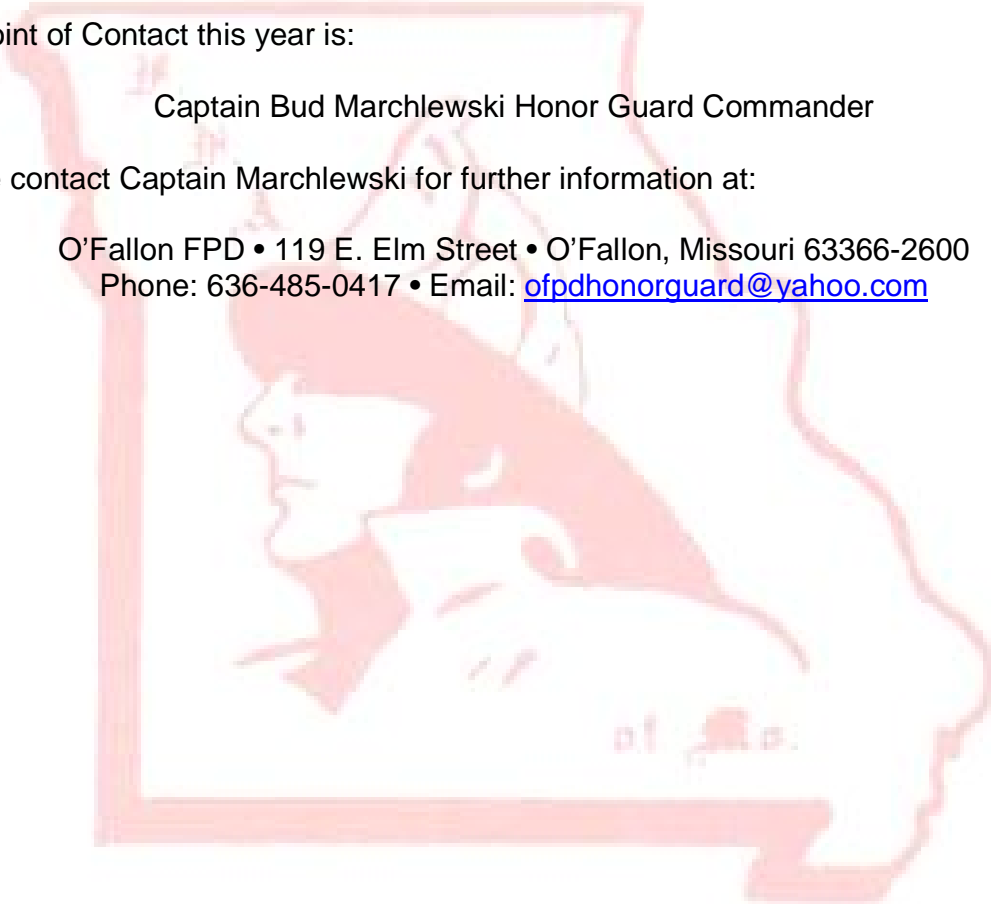 oint of Contact this year is:
Captain Bud Marchlewski Honor Guard Commander
contact Captain Marchlewski for further information at:
O’Fallon FPD • 119 E. Elm Street • O’Fallon, Missouri 63366-2600
Phone: 636-485-0417 • Email: ofpdhonorguard@yahoo.com
of